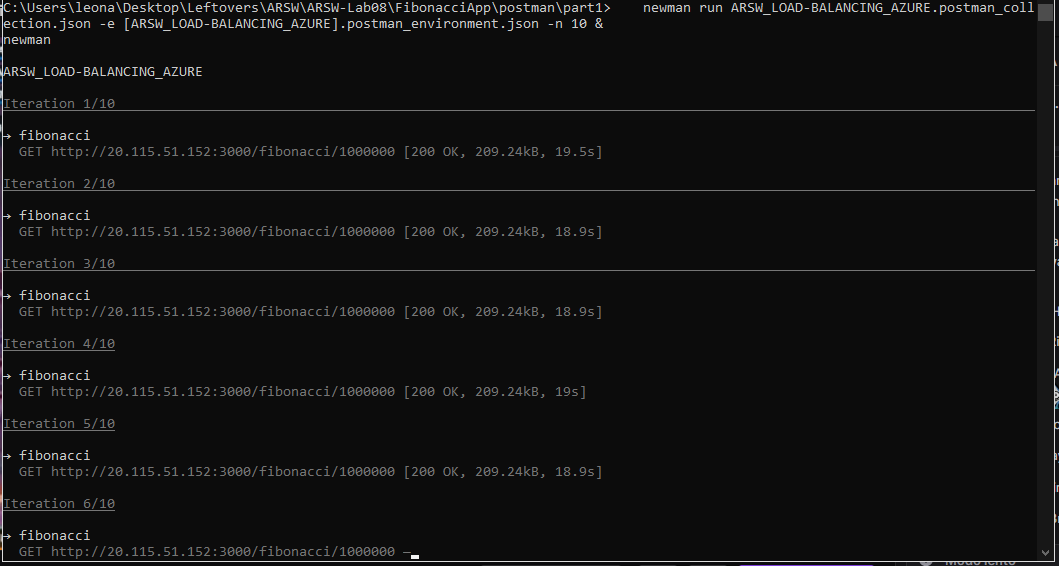 C:\Users\leona\Desktop\Leftovers\ARSW\ARSW-Lab08\FibonacciApp\postman\part1>    newman run ARSW_LOAD-BALANCING_AZURE.postman_coll
ection.json -e [ARSW_LOAD-BALANCING_AZURE].postman_environment.json -n 10 &
newman
ARSW_LOAD-BALANCING_AZURE
Iteration 1/10
→ fibonacci
GET http://20.115.51.152:3000/fibonacci/1000000 [200 OK, 209.24kB, 19.5s]
Iteration 2/10
→ fibonacci
GET http://20.115.51.152:3000/fibonacci/1000000 [200 OK, 209.24kB, 18.9s]
Iteration 3/10
→ fibonacci
GET http://20.115.51.152:3000/fibonacci/1000000 [200 OK, 209.24kB, 18.9s]
Iteration 4/10
→ fibonacci
GET http://20.115.51.152:3000/fibonacci/1000000 [200 OK, 209.24kB, 19s]
Iteration 5/10
→ fibonacci
GET http://20.115.51.152:3000/fibonacci/1000000 [200 OK, 209.24kB, 18.9s]
Iteration 6/10
→ fibonacci
GET http://20.115.51.152:3000/fibonacci/1000000 —